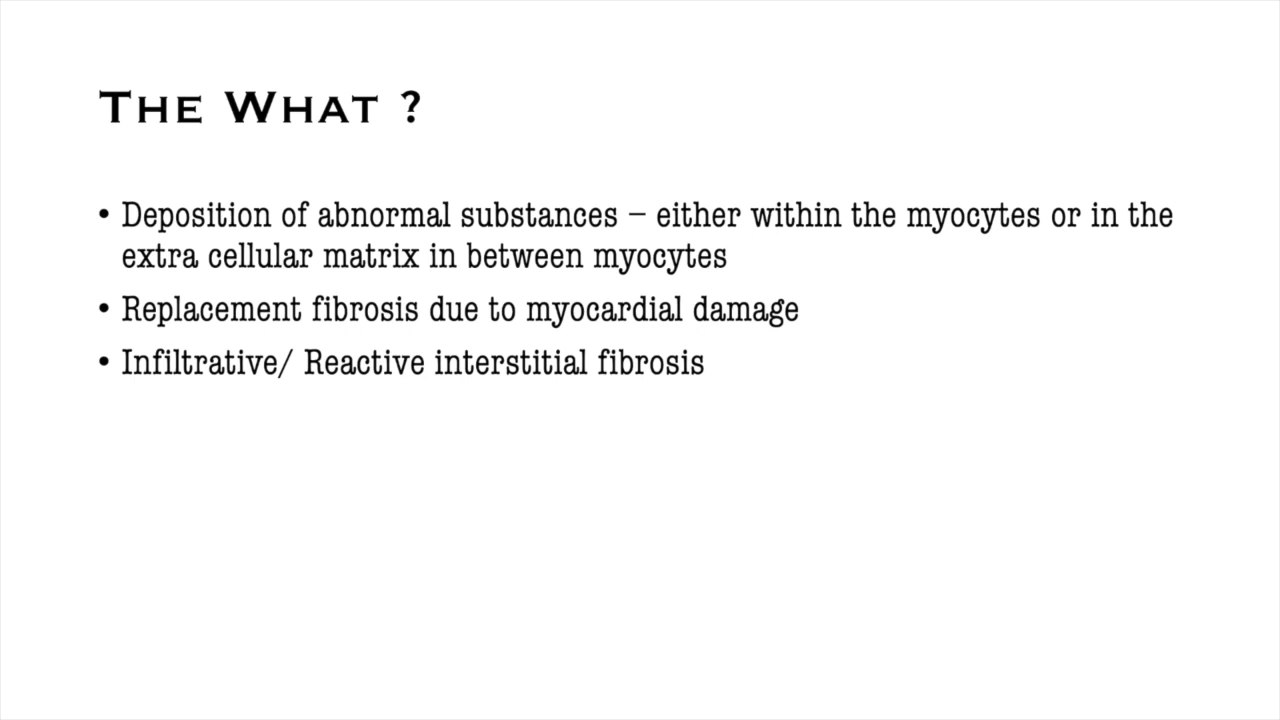 The What ?
• Deposition of abnormal substances – either within the myocytes or in the
extra cellular matrix in between myocytes
• Replacement fibrosis due to myocardial damage
• Infiltrative/ Reactive interstitial fibrosis